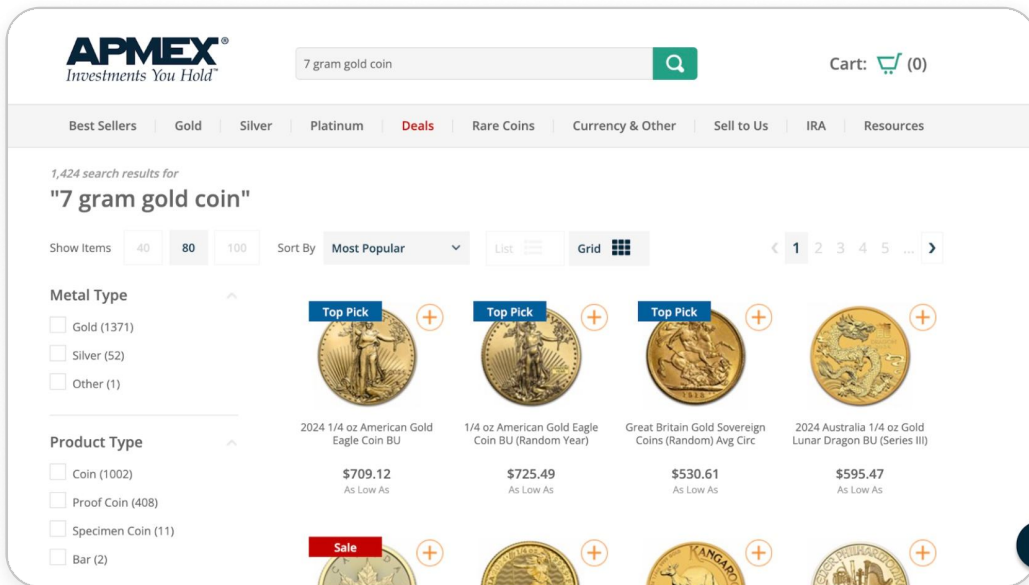 APMEX®
Investments You Hold™
7 gram gold coin
Cart: (0)
Best Sellers
Gold
Silver
Platinum
Deals
Rare Coins
Currency & Other
Sell to Us
IRA
Resources
1,424 search results for
"7 gram gold coin"
Show Items 40 80 100 Sort By Most Popular List Grid 1 2 3 4 5 ...
Metal Type
Gold (1371)
Silver (52)
Other (1)
Product Type
Coin (1002)
Proof Coin (408)
Specimen Coin (11)
Bar (2)
Top Pick
2024 1/4 oz American Gold
Eagle Coin BU
$709.12
As Low As
Top Pick
1/4 oz American Gold Eagle
Coin BU (Random Year)
$725.49
As Low As
Top Pick
Great Britain Gold Sovereign
Coins (Random) Avg Circ
$530.61
As Low As
2024 Australia 1/4 oz Gold
Lunar Dragon BU (Series III)
$595.47
As Low As
Sale